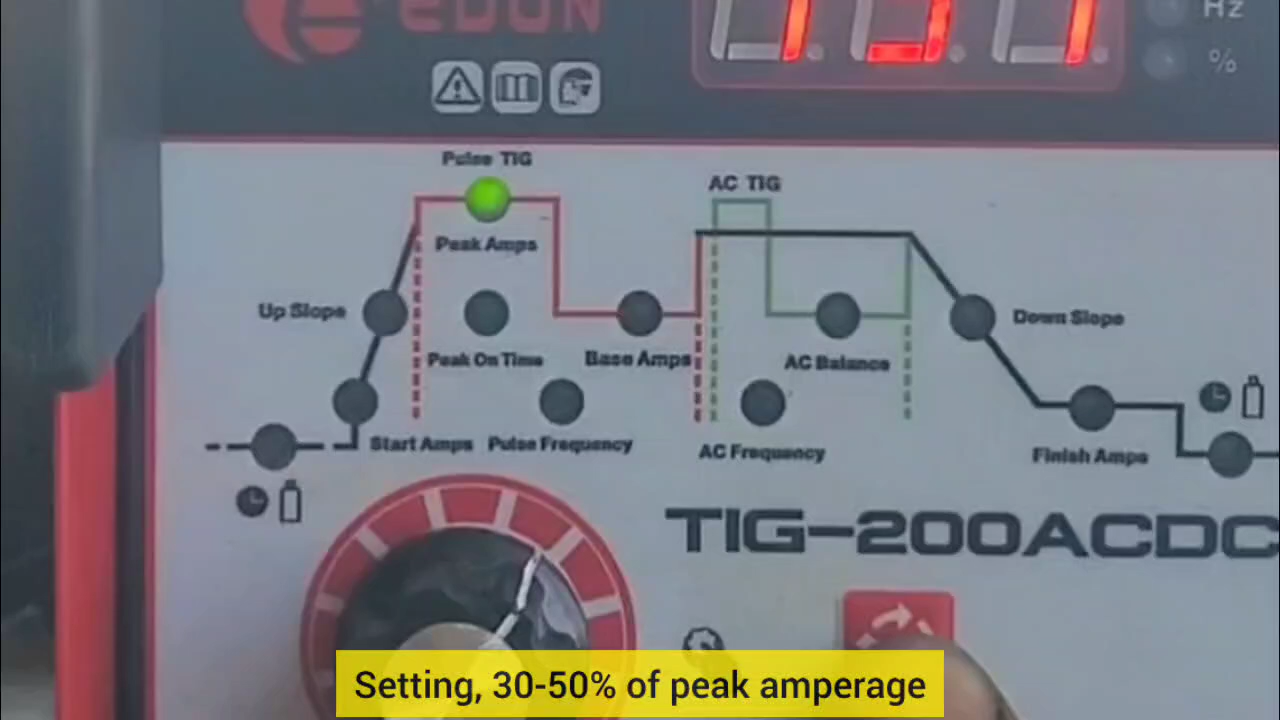 EDON
Hz
%
Pulse TIG
AC TIG
Peak Amps
Up Slope
Down Slope
Peak On Time
Base Amps
AC Balance
Start Amps
Pulse Frequency
AC Frequency
Finish Amps
TIG-200ACDC
Setting, 30-50% of peak amperage